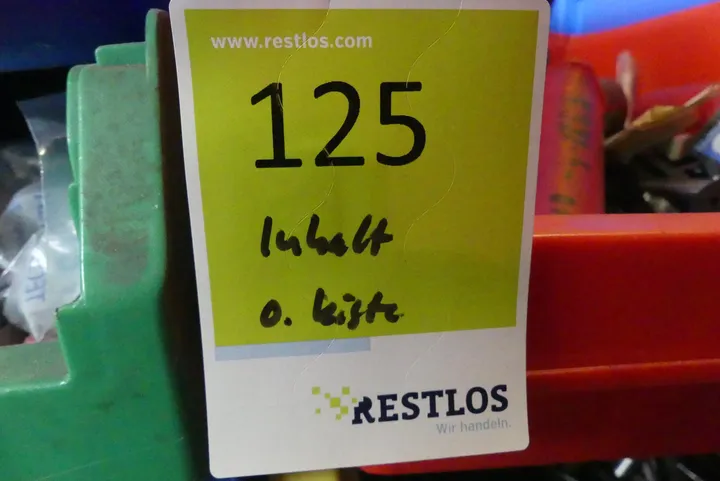 www.restlos.com
125
Inhalt
o. Kiste
RESTLOS
Wir handeln.